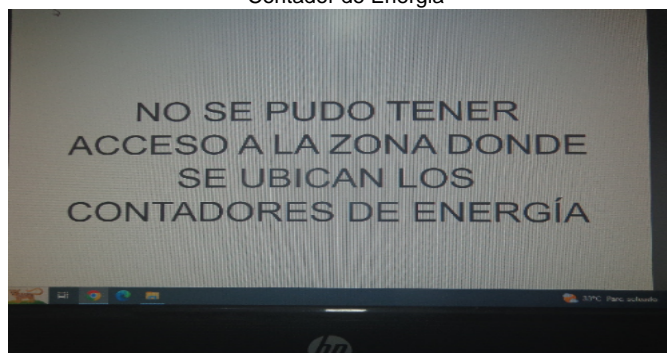 Contador de Energía
NO SE PUDO TENER
ACCESO A LA ZONA DONDE
SE UBICAN LOS
CONTADORES DE ENERGÍA
33°C Parc. soleado
hp